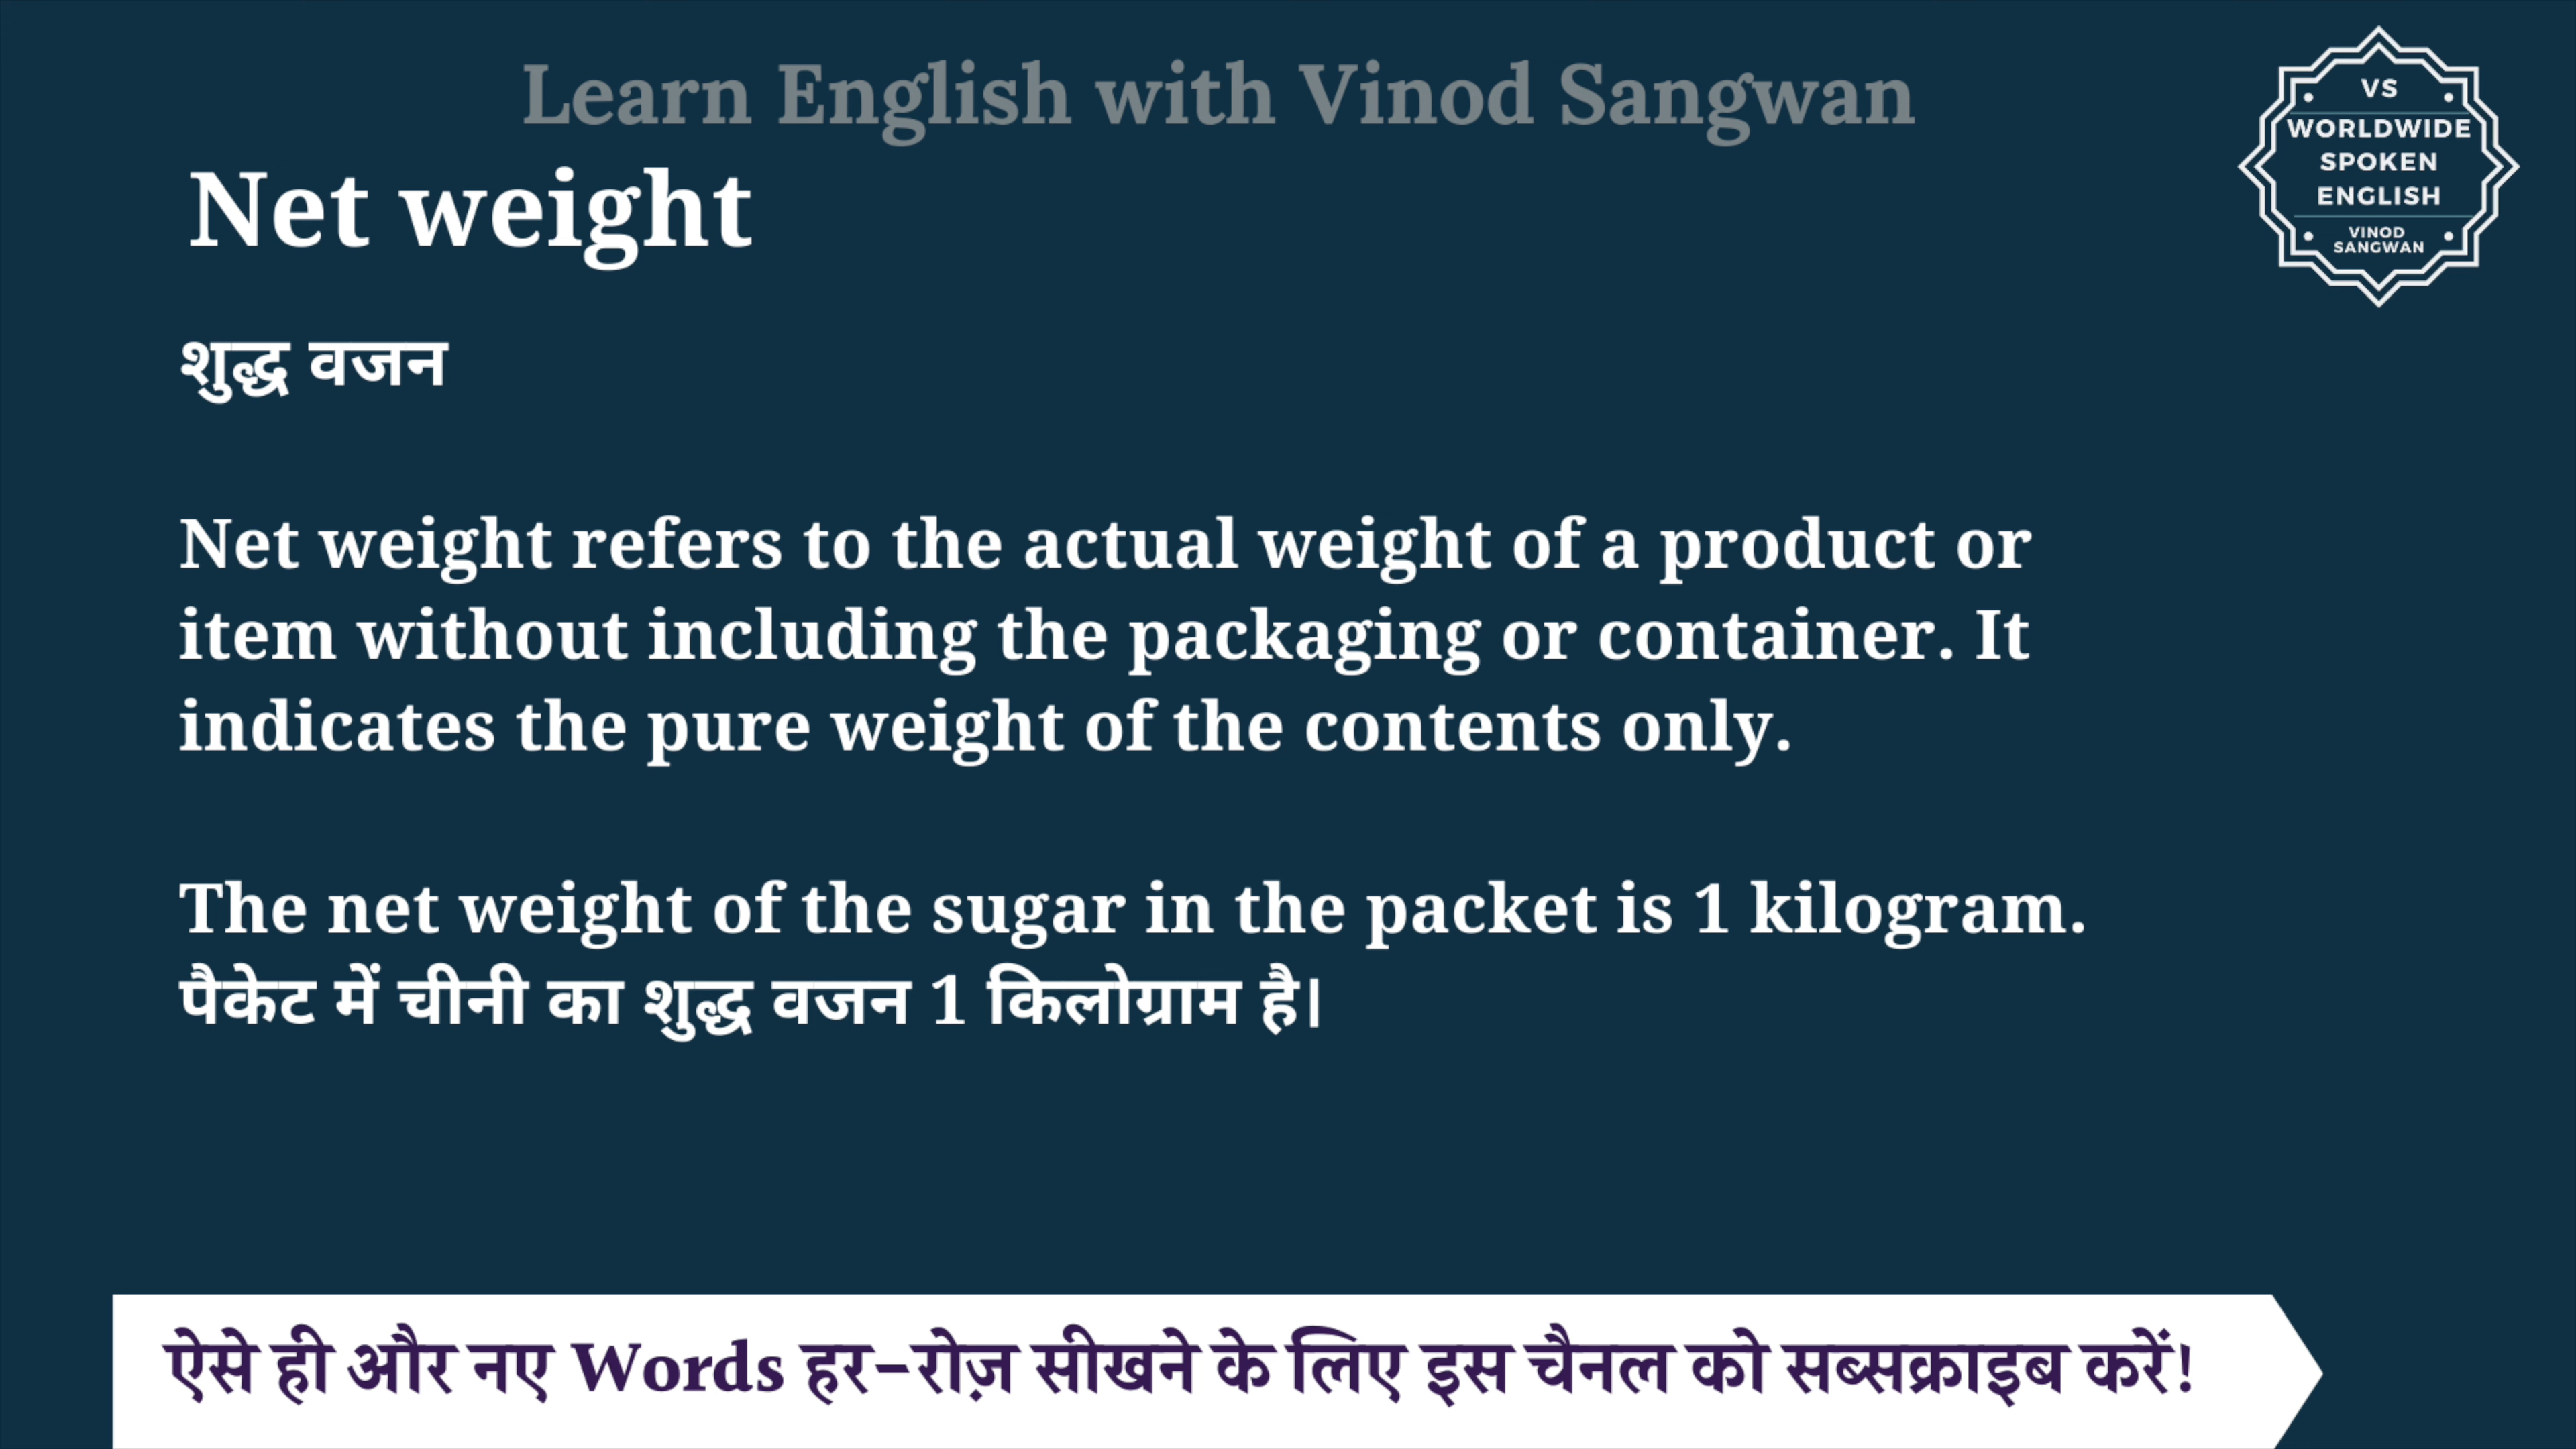 Learn English with Vinod Sangwan
VS
WORLDWIDE
SPOKEN
ENGLISH
VINOD
SANGWAN
Net weight
शुद्ध वजन
Net weight refers to the actual weight of a product or
item without including the packaging or container. It
indicates the pure weight of the contents only.
The net weight of the sugar in the packet is 1 kilogram.
पैकेट में चीनी का शुद्ध वजन 1 किलोग्राम है।
ऐसे ही और नए Words हर-रोज़ सीखने के लिए इस चैनल को सब्सक्राइब करें!